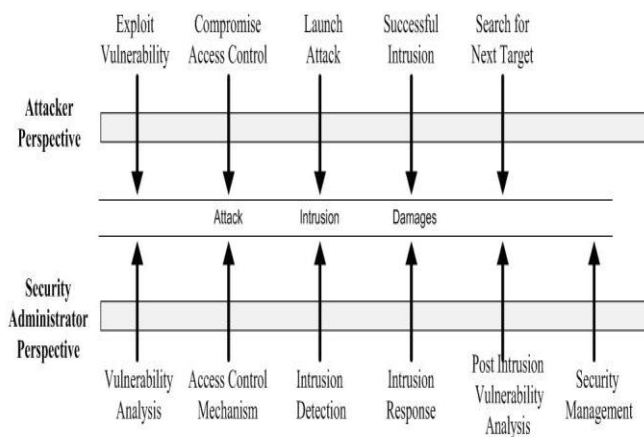 Exploit
Vulnerability
Compromise
Access Control
Launch
Attack
Successful
Intrusion
Search for
Next Target
Attacker
Perspective
Attack
Intrusion
Damages
Security
Administrator
Perspective
Vulnerability
Analysis
Access Control
Mechanism
Intrusion
Detection
Intrusion
Response
Post Intrusion
Vulnerability
Analysis
Security
Management